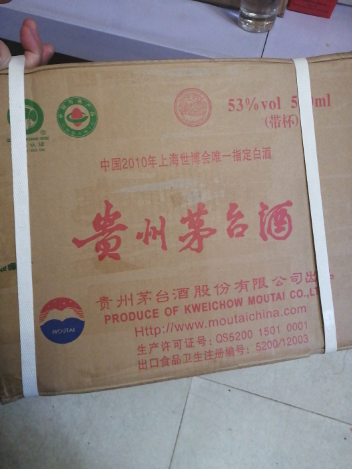 53%vol 5 ml
(带杯)
中国2010年上海世博会唯一指定白酒
贵州茅台酒
贵州茅台酒股份有限公司出
PRODUCE OF KWEICHOW MOUTAI CO.,L
Http://www.moutaichina.com
生产许可证号: QS5200 1501 0001
出口食品卫生注册编号: 5200/12003
MOUTAI